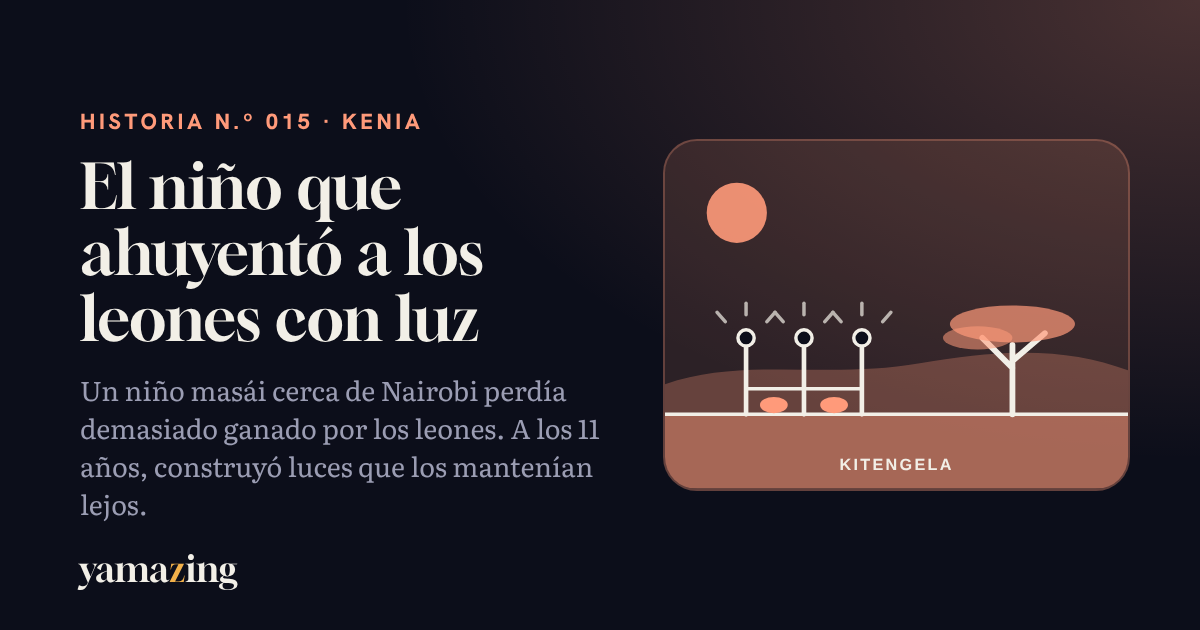 HISTORIA N.º 015 · KENIA
El niño que
ahuyentó a los
leones con luz
Un niño masái cerca de Nairobi perdía
demasiado ganado por los leones. A los 11
años, construyó luces que los mantenían
lejos.
yamazing
KITENGELA